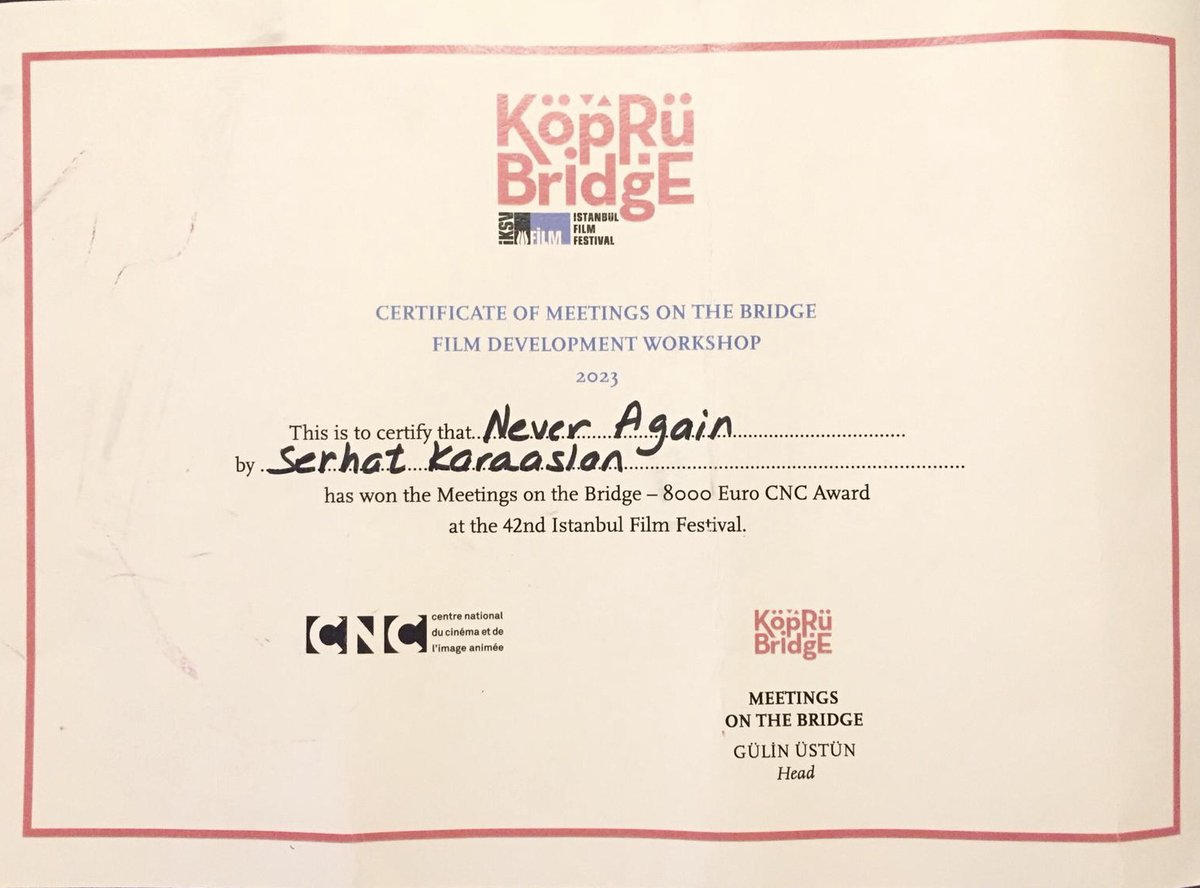 KöpRü
BridgE
İKSV FİLM ISTANBUL
FILM
FESTIVAL
CERTIFICATE OF MEETINGS ON THE BRIDGE
FILM DEVELOPMENT WORKSHOP
2023
This is to certify that Never Again
by Serhat Karaaslan
has won the Meetings on the Bridge – 8000 Euro CNC Award
at the 42nd Istanbul Film Festival.
CNC centre national
du cinéma et de
l'image animée
KöpRü
BridgE
MEETINGS
ON THE BRIDGE
GÜLİN ÜSTÜN
Head